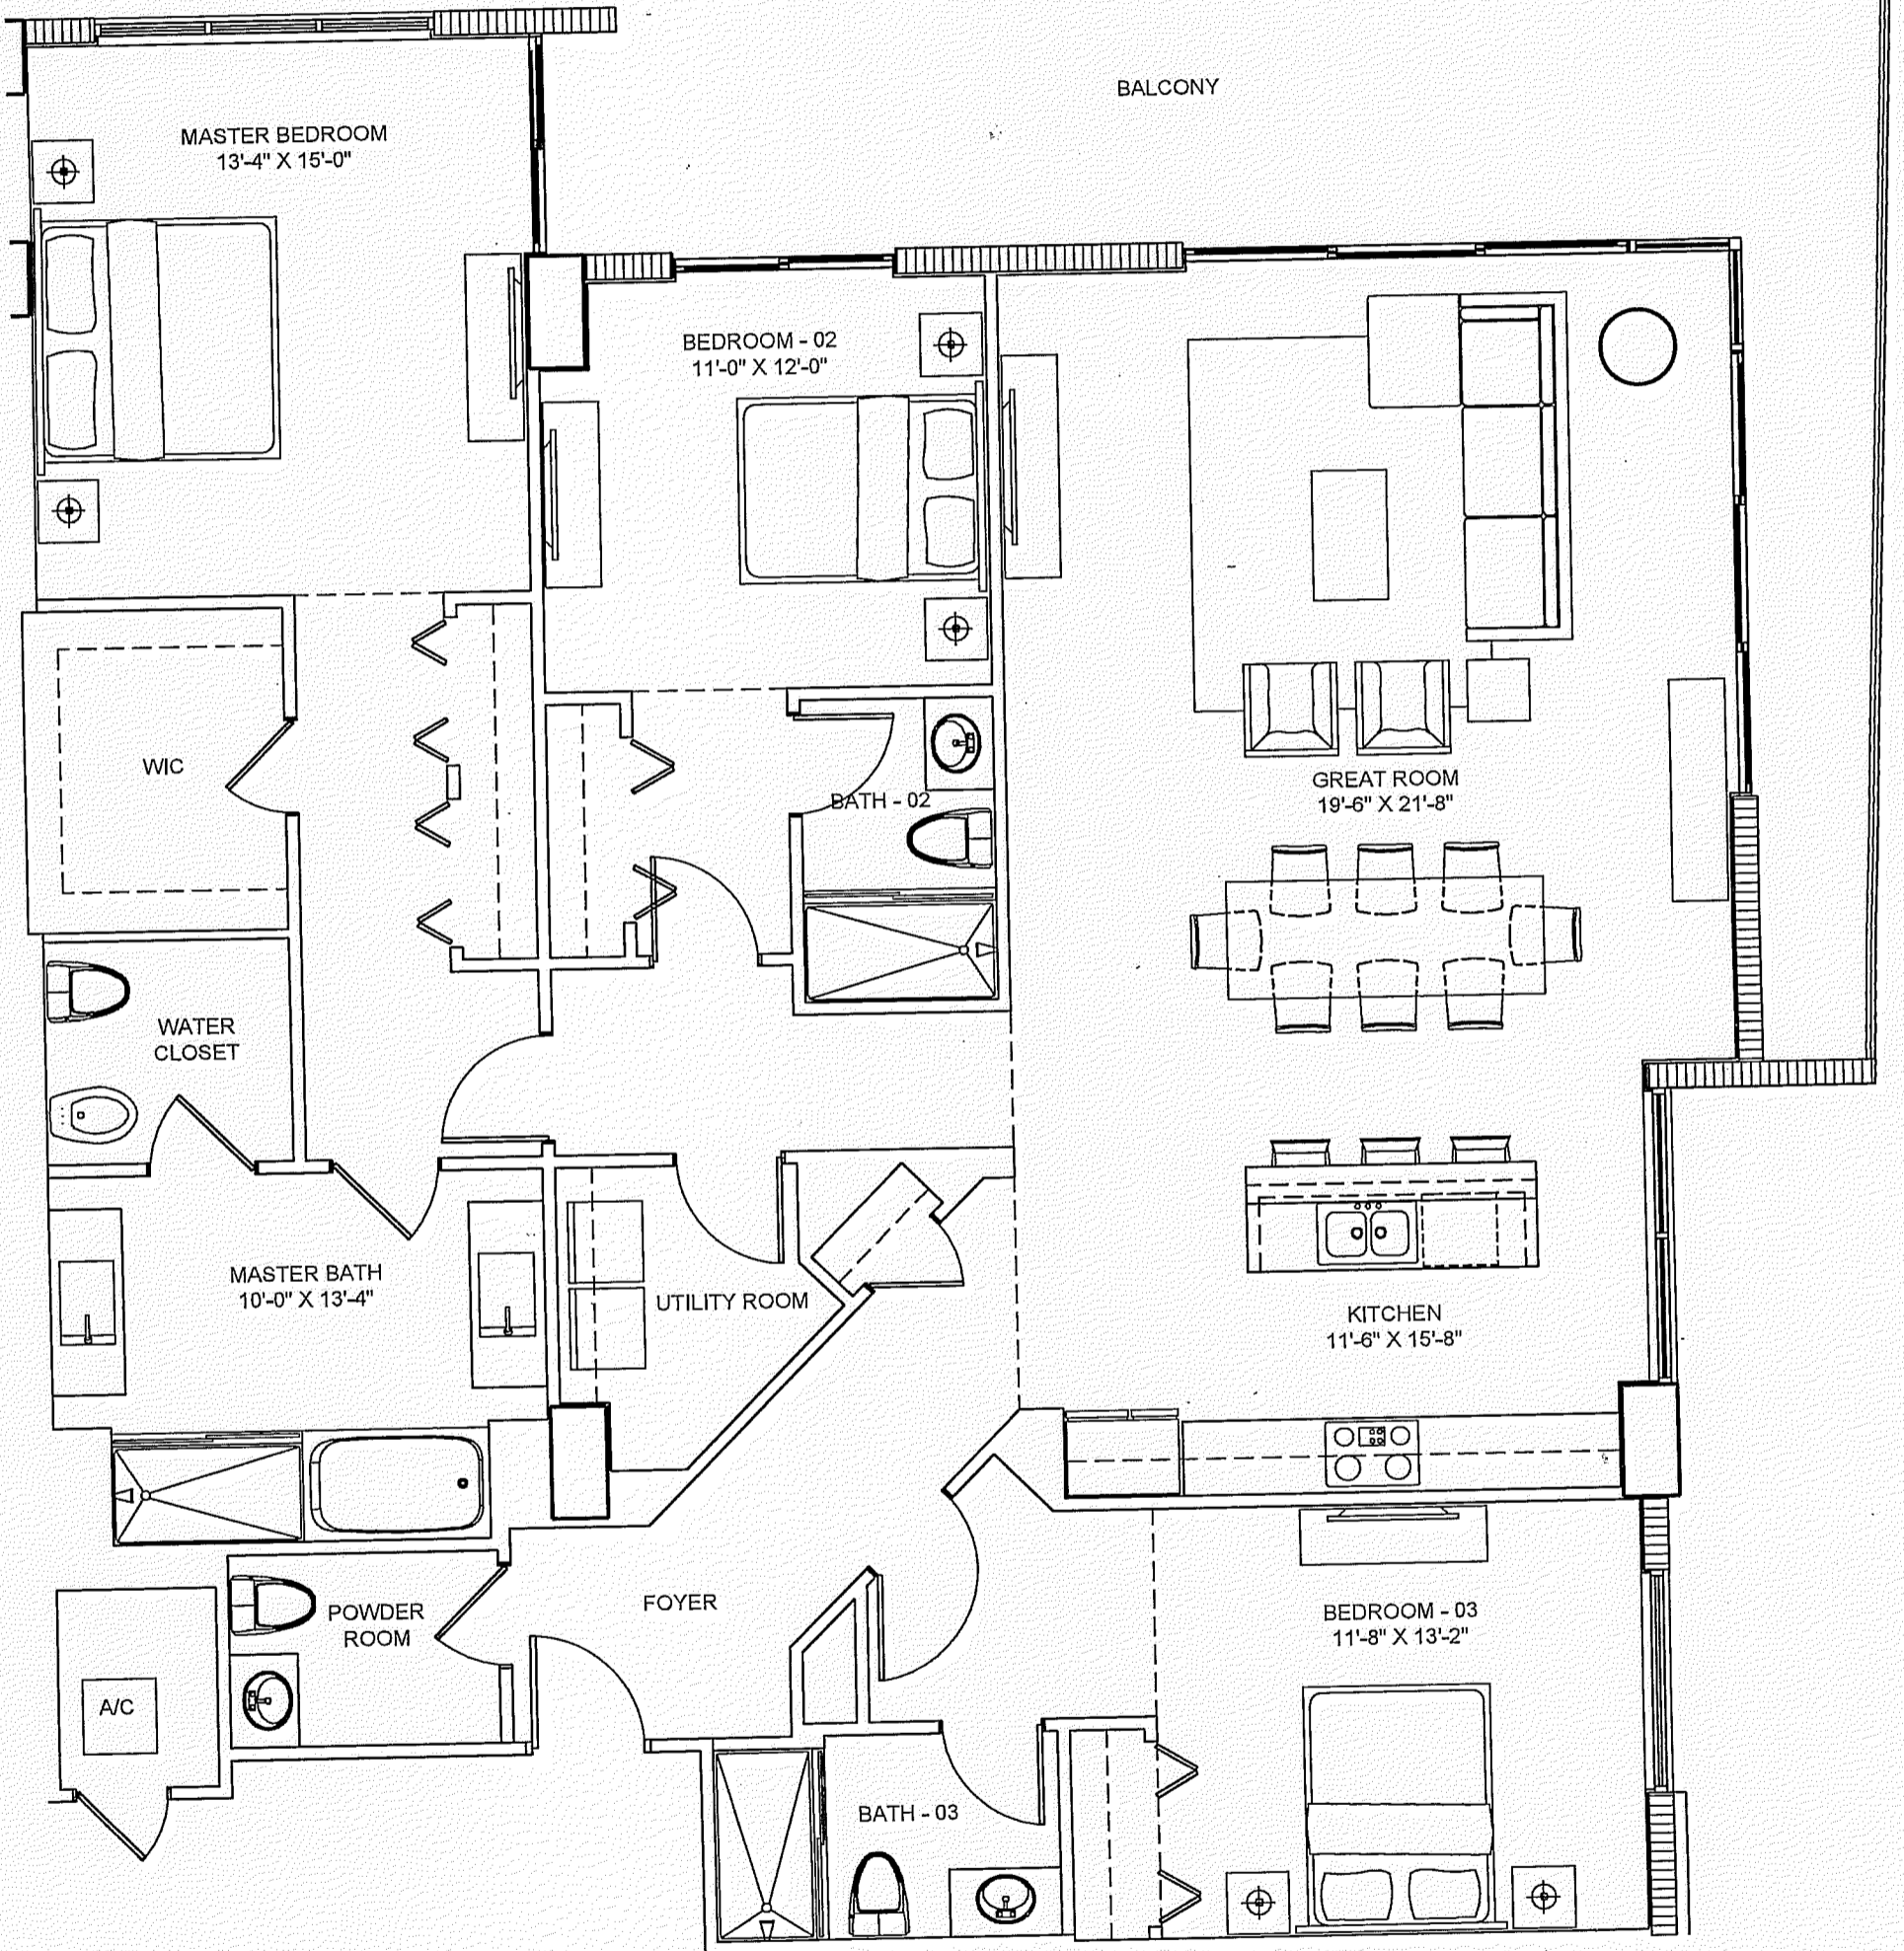 BALCONY
MASTER BEDROOM
13'-4" X 15'-0"
BEDROOM - 02
11'-0" X 12'-0"
WIC
BATH - 02
GREAT ROOM
19'-6" X 21'-8"
WATER
CLOSET
MASTER BATH
10'-0" X 13'-4"
UTILITY ROOM
KITCHEN
11'-6" X 15'-8"
POWDER
ROOM
FOYER
BEDROOM - 03
11'-8" X 13'-2"
A/C
BATH - 03